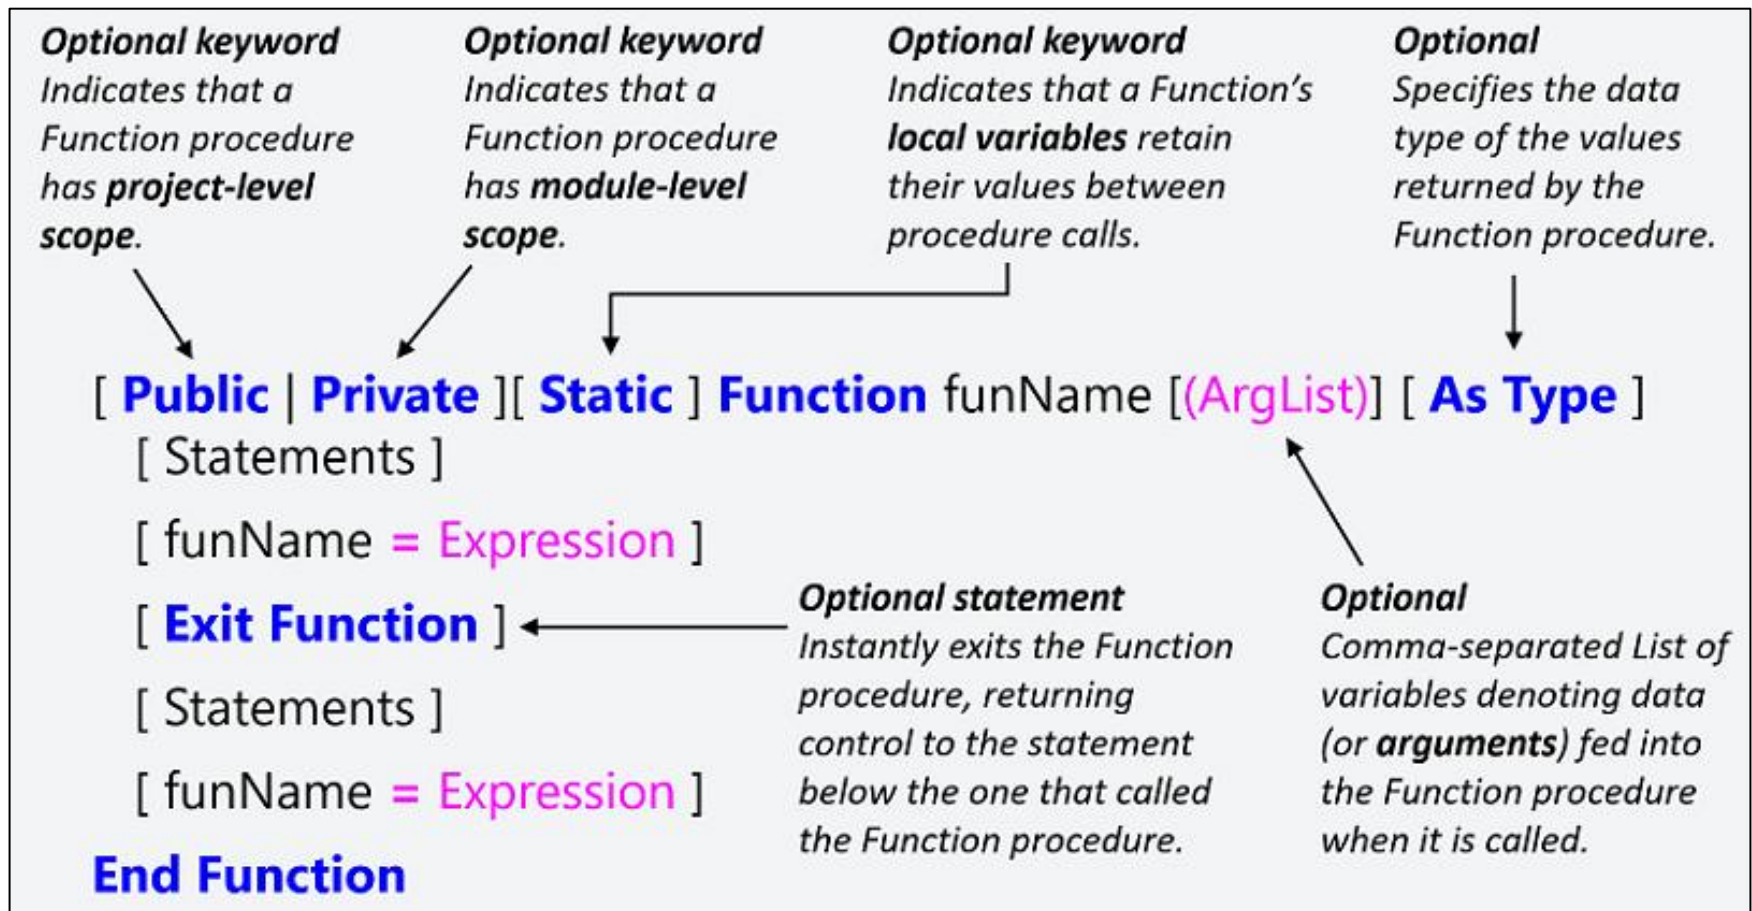 Optional keyword
Indicates that a
Function procedure
has project-level
scope.
Optional keyword
Indicates that a
Function procedure
has module-level
scope.
Optional keyword
Indicates that a Function’s
local variables retain
their values between
procedure calls.
Optional
Specifies the data
type of the values
returned by the
Function procedure.
[ Public | Private ][ Static ] Function funName [(ArgList)] [ As Type ]
[ Statements ]
[ funName = Expression ]
[ Exit Function ]
[ Statements ]
[ funName = Expression ]
End Function
Optional statement
Instantly exits the Function
procedure, returning
control to the statement
below the one that called
the Function procedure.
Optional
Comma-separated List of
variables denoting data
(or arguments) fed into
the Function procedure
when it is called.